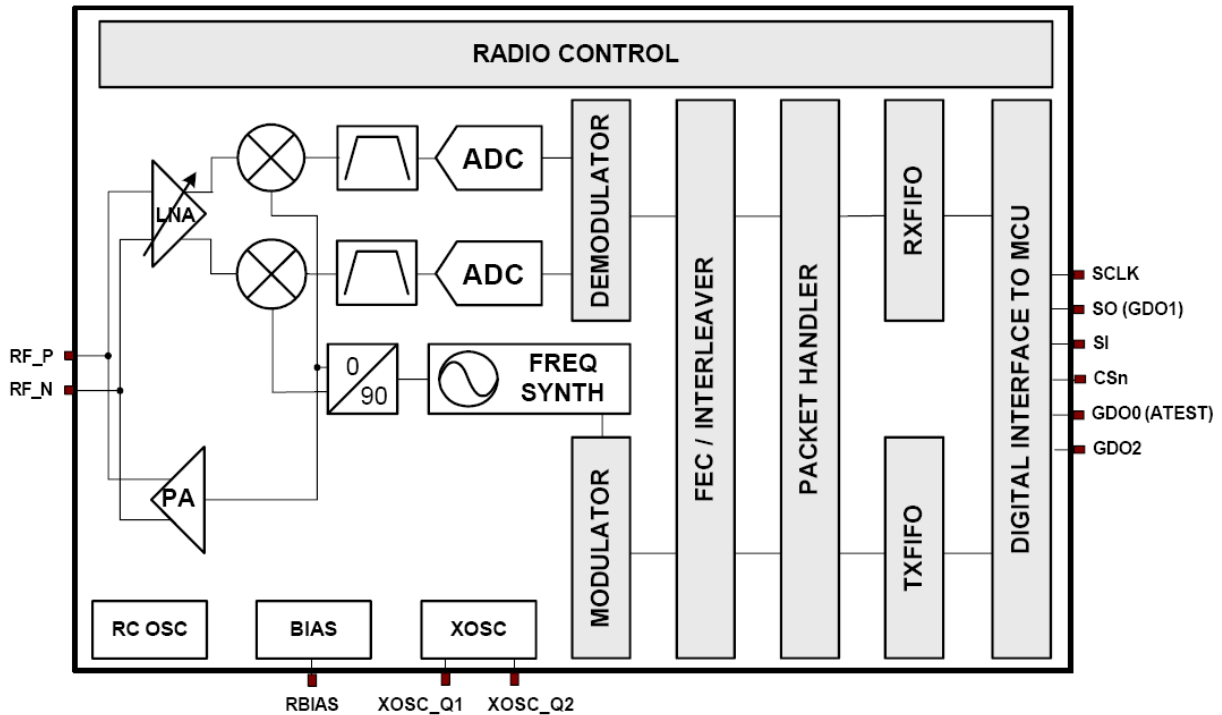 RADIO CONTROL
LNA
ADC
ADC
DEMODULATOR
FEC / INTERLEAVER
PACKET HANDLER
RXFIFO
DIGITAL INTERFACE TO MCU
SCLK
SO (GDO1)
SI
CSn
GDO0 (ATEST)
GDO2
RF_P
RF_N
0
90
FREQ
SYNTH
PA
MODULATOR
TXFIFO
RC OSC
BIAS
XOSC
RBIAS
XOSC_Q1
XOSC_Q2